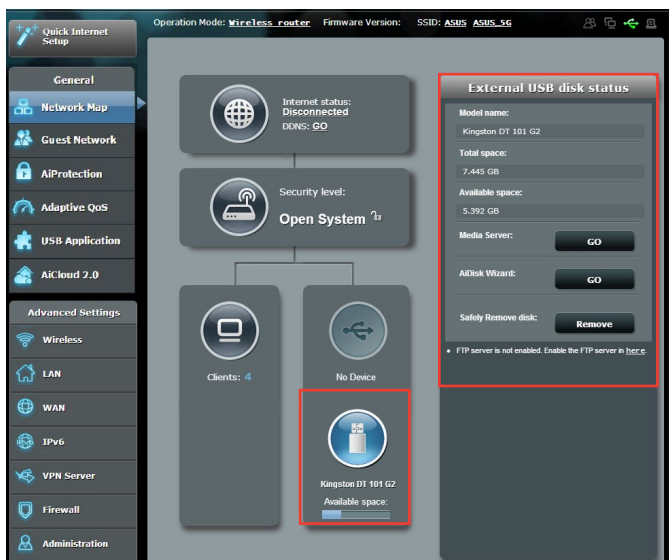 Operation Mode: Wireless router Firmware Version: SSID: ASUS ASUS_5G
Quick Internet
Setup
General
Network Map
Guest Network
AiProtection
Adaptive QoS
USB Application
AiCloud 2.0
Advanced Settings
Wireless
LAN
WAN
IPv6
VPN Server
Firewall
Administration
Internet status:
Disconnected
DDNS: GO
Security level:
Open System
Clients: 4
No Device
Kingston DT 101 G2
Available space:
External USB disk status
Model name:
Kingston DT 101 G2
Total space:
7.445 GB
Available space:
5.392 GB
Media Server: GO
AiDisk Wizard: GO
Safely Remove disk: Remove
• FTP server is not enabled. Enable the FTP server in here.